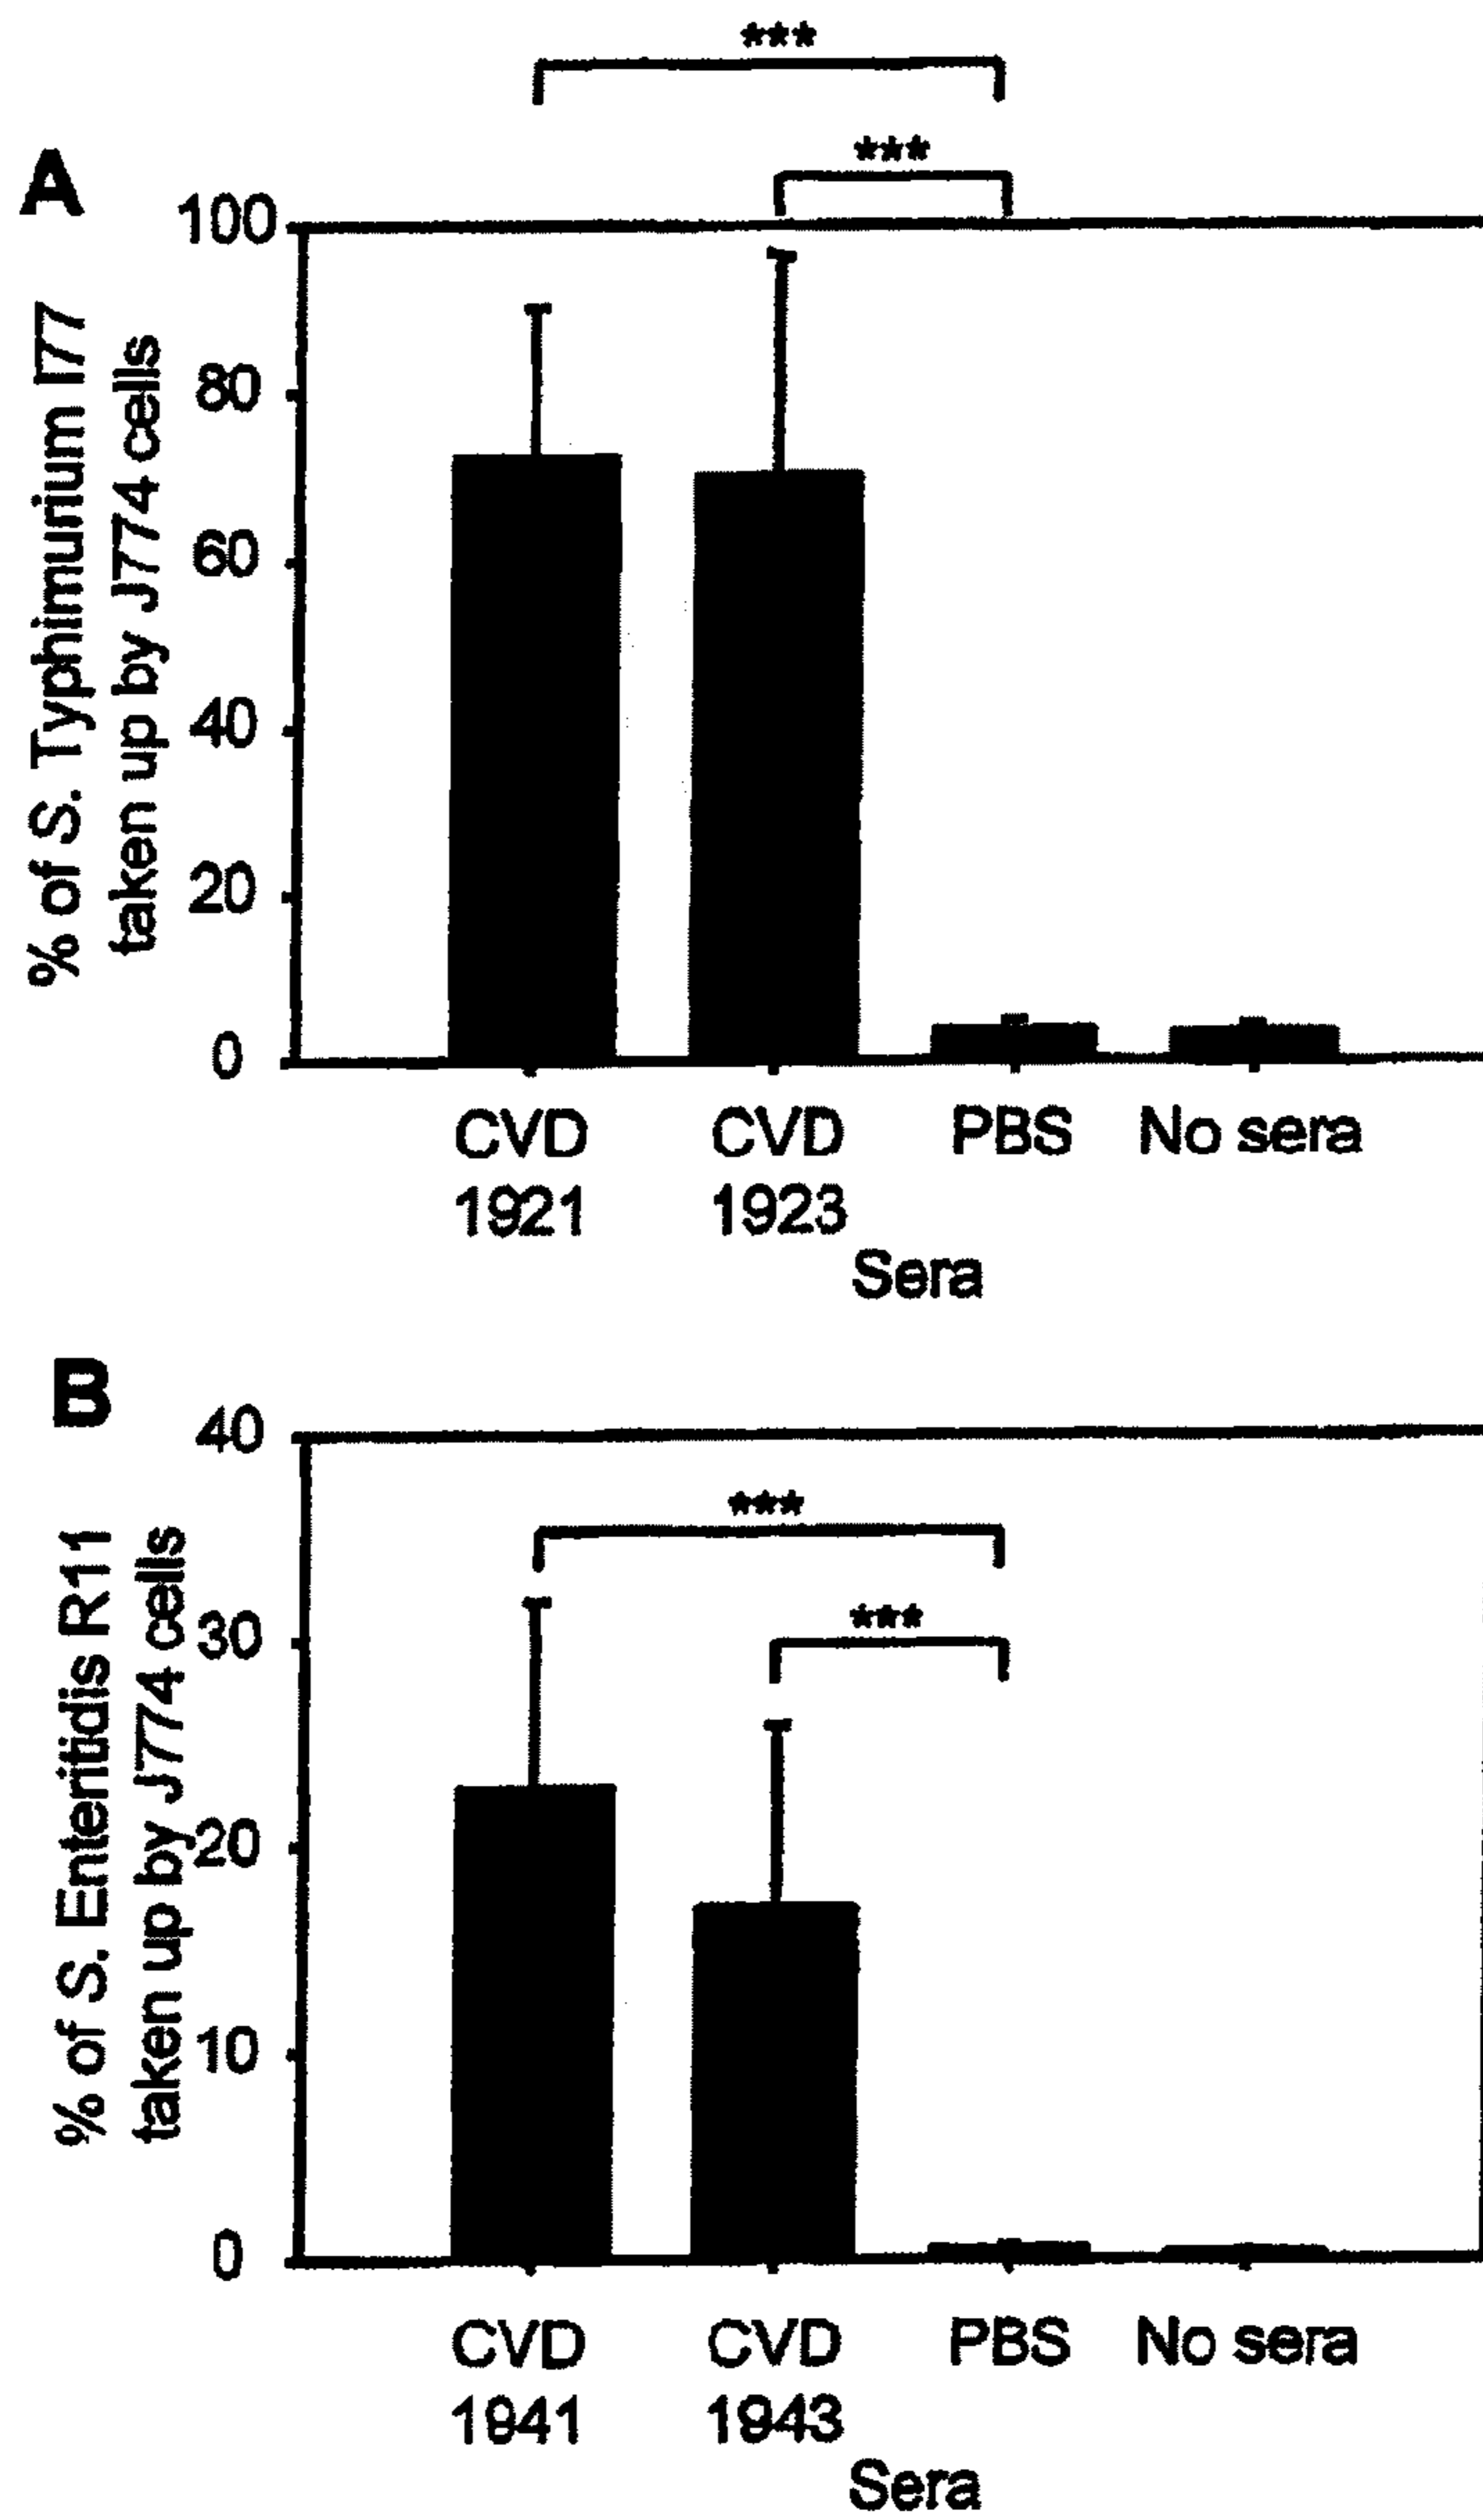 ***
***
A
100
80
60
40
20
0
% of S. Typhimurium I77
taken up by J774 cells
CVD CVD PBS No sera
1921 1923
Sera
B
40
30
20
10
0
% of S. Enteritidis R11
taken up by J774 cells
***
***
CVD CVD PBS No sera
1941 1943
Sera